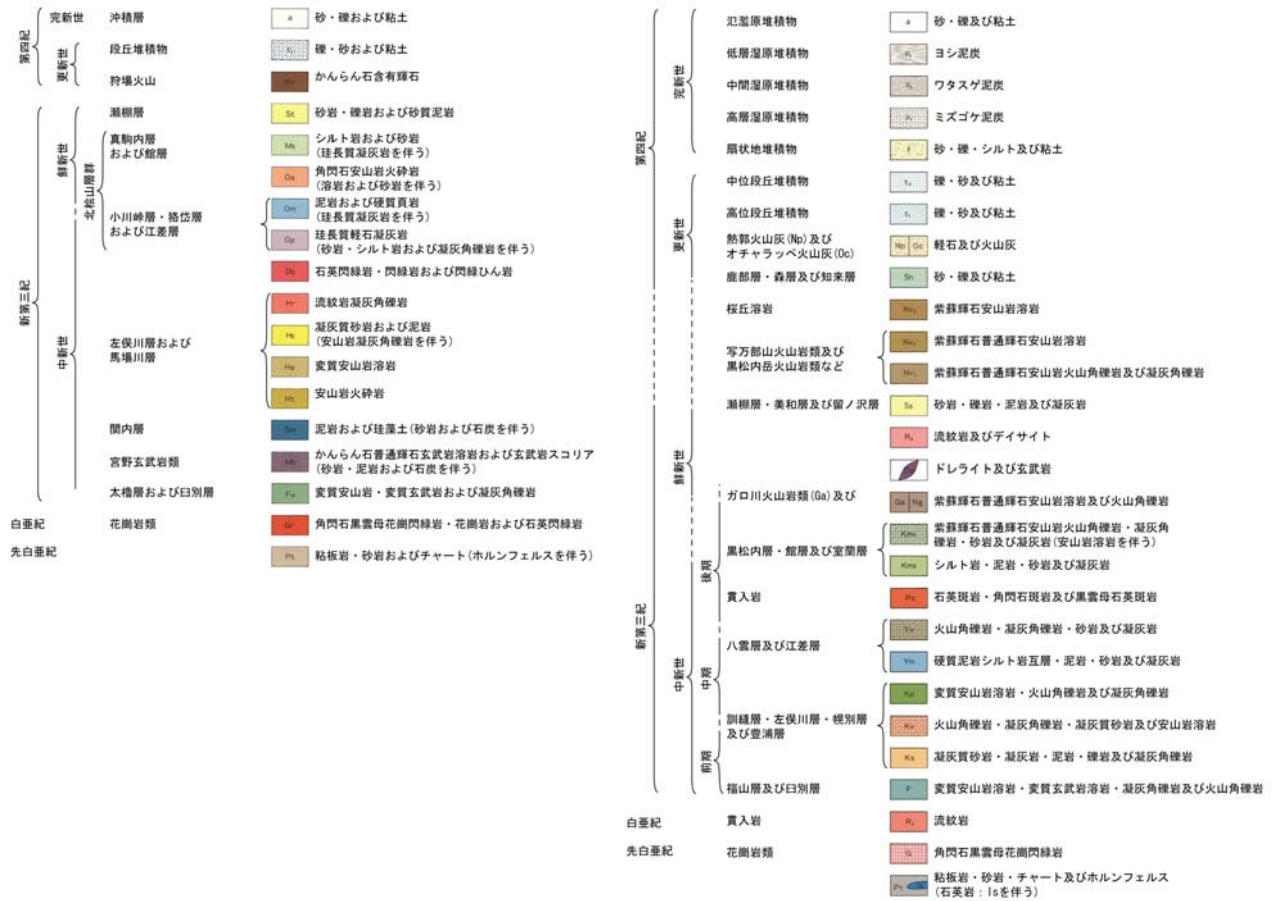 第四紀
完新世 沖積層 a 砂・礫および粘土
更新世 段丘堆積物 礫・砂および粘土
狩場火山 かんらん石含有輝石
新第三紀
鮮新世 瀬棚層 St 砂岩・礫岩および砂質泥岩
北桧山層群
真駒内層
および館層 Ms シルト岩および砂岩
(珪長質凝灰岩を伴う)
Oa 角閃石安山岩火砕岩
(溶岩および砂岩を伴う)
小川峠層・狢岱層
および江差層 Om 泥岩および硬質頁岩
(珪長質凝灰岩を伴う)
Op 珪長質軽石凝灰岩
(砂岩・シルト岩および凝灰角礫岩を伴う)
中新世
Dq 石英閃緑岩・閃緑岩および閃緑ひん岩
左俣川層および
馬場川層 Hr 流紋岩凝灰角礫岩
Hs 凝灰質砂岩および泥岩
(安山岩凝灰角礫岩を伴う)
Ha 変質安山岩溶岩
Ht 安山岩火砕岩
関内層 Sm 泥岩および珪藻土(砂岩および石炭を伴う)
宮野玄武岩類 Mb かんらん石普通輝石玄武岩溶岩および玄武岩スコリア
(砂岩・泥岩および石炭を伴う)
太櫓層および臼別層 Fu 変質安山岩・変質玄武岩および凝灰角礫岩
白亜紀 花崗岩類 Gr 角閃石黒雲母花崗閃緑岩・花崗岩および石英閃緑岩
先白亜紀 Pt 粘板岩・砂岩およびチャート(ホルンフェルスを伴う)
第四紀
完新世
氾濫原堆積物 a 砂・礫及び粘土
低層湿原堆積物 ヨシ泥炭
中間湿原堆積物 ワタスゲ泥炭
高層湿原堆積物 ミズゴケ泥炭
扇状地堆積物 f 砂・礫・シルト及び粘土
更新世
中位段丘堆積物 礫・砂及び粘土
高位段丘堆積物 礫・砂及び粘土
熱郛火山灰(Np)及び
オチャラッペ火山灰(Oc) Np Oc 軽石及び火山灰
鹿部層・森層及び知来層 Sh 砂・礫及び粘土
桜丘溶岩 Nv₃ 紫蘇輝石安山岩溶岩
新第三紀
鮮新世
写万部山火山岩類及び
黒松内岳火山岩類など Nv₂ 紫蘇輝石普通輝石安山岩溶岩
Nv₁ 紫蘇輝石普通輝石安山岩火山角礫岩及び凝灰角礫岩
瀬棚層・美和層及び留ノ沢層 Ss 砂岩・礫岩・泥岩及び凝灰岩
流紋岩及びデイサイト
ドレライト及び玄武岩
中新世
後期
ガロ川火山岩類(Ga)及び Ga Ng 紫蘇輝石普通輝石安山岩溶岩及び火山角礫岩
黒松内層・館層及び室蘭層 Kmv 紫蘇輝石普通輝石安山岩火山角礫岩・凝灰角
礫岩・砂岩及び凝灰岩(安山岩溶岩を伴う)
Kms シルト岩・泥岩・砂岩及び凝灰岩
貫入岩 石英斑岩・角閃石斑岩及び黒雲母石英斑岩
中期
八雲層及び江差層 Yv 火山角礫岩・凝灰角礫岩・砂岩及び凝灰岩
Ym 硬質泥岩シルト岩互層・泥岩・砂岩及び凝灰岩
前期
訓縫層・左俣川層・幌別層
及び豊浦層 Kp 変質安山岩溶岩・火山角礫岩及び凝灰角礫岩
Kv 火山角礫岩・凝灰角礫岩・凝灰質砂岩及び安山岩溶岩
Ks 凝灰質砂岩・凝灰岩・泥岩・礫岩及び凝灰角礫岩
福山層及び臼別層 F 変質安山岩溶岩・変質玄武岩溶岩・凝灰角礫岩及び火山角礫岩
白亜紀 貫入岩 R₁ 流紋岩
先白亜紀 花崗岩類 G 角閃石黒雲母花崗閃緑岩
Pt 粘板岩・砂岩・チャート及びホルンフェルス
(石英岩:lsを伴う)